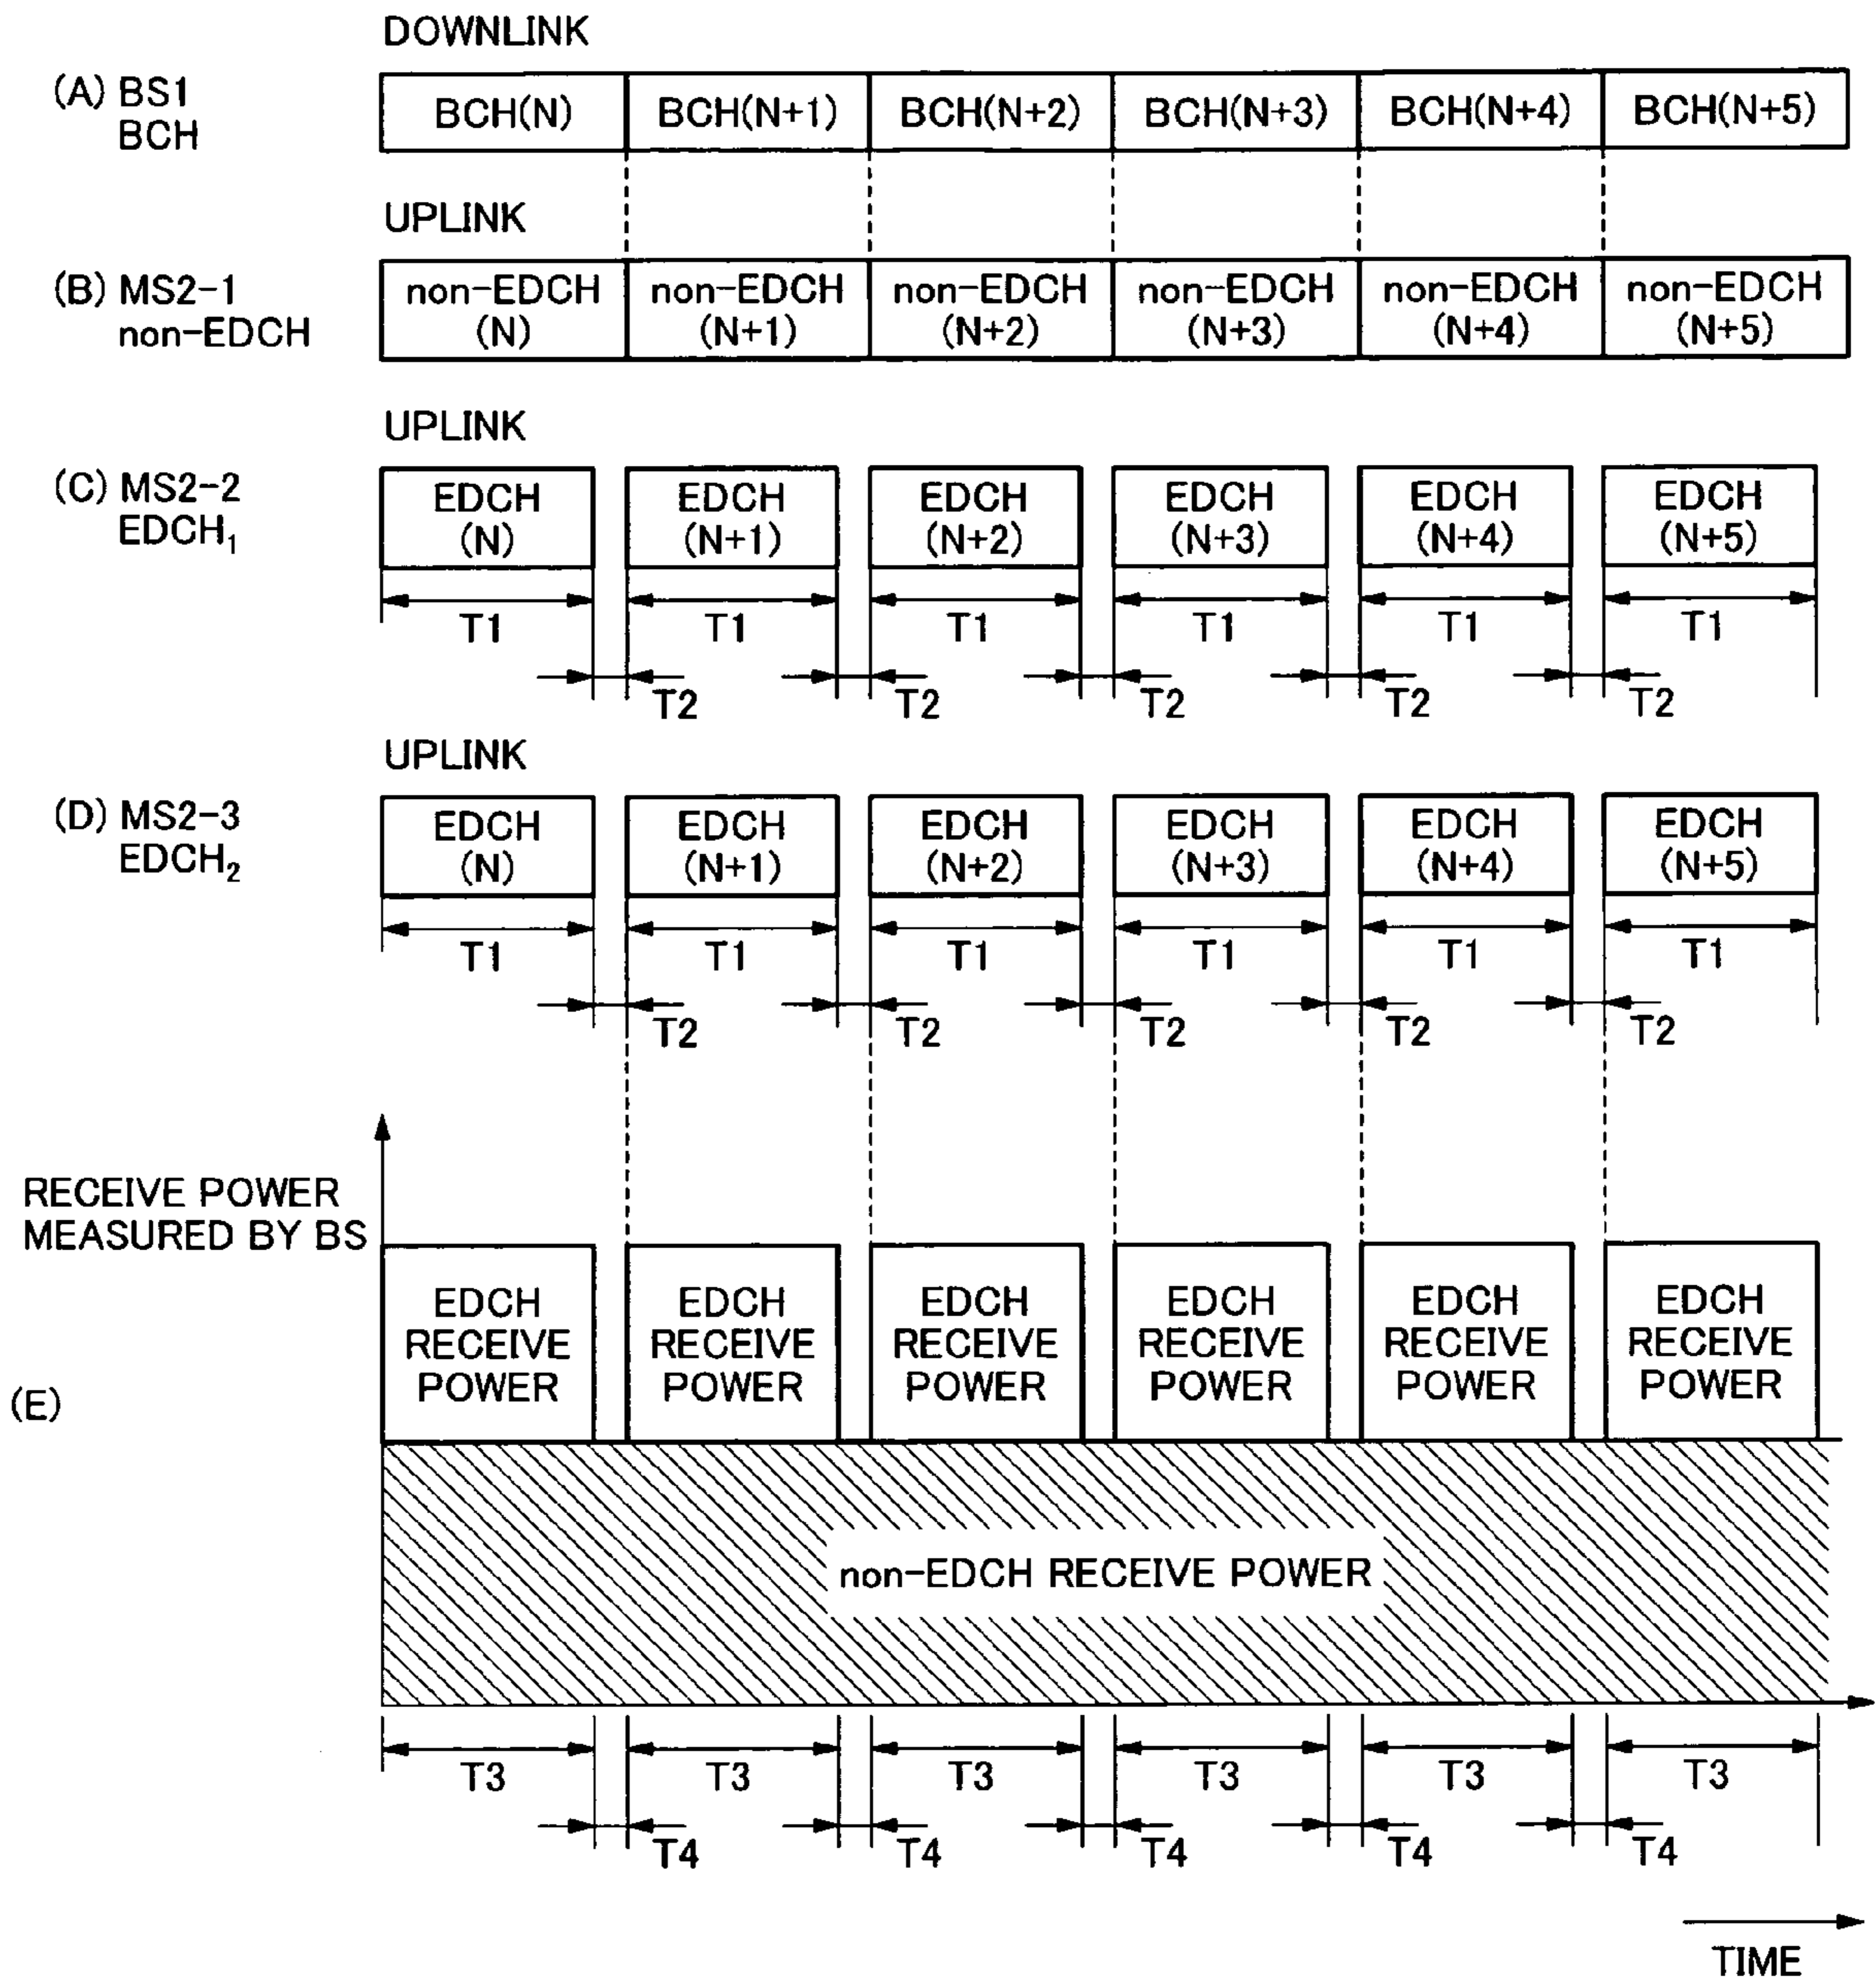 DOWNLINK
(A) BS1
BCH
BCH(N) BCH(N+1) BCH(N+2) BCH(N+3) BCH(N+4) BCH(N+5)
UPLINK
(B) MS2-1
non-EDCH
non-EDCH non-EDCH non-EDCH non-EDCH non-EDCH non-EDCH
(N) (N+1) (N+2) (N+3) (N+4) (N+5)
UPLINK
(C) MS2-2
EDCH₁
EDCH EDCH EDCH EDCH EDCH EDCH
(N) (N+1) (N+2) (N+3) (N+4) (N+5)
T1 T1 T1 T1 T1 T1
T2 T2 T2 T2 T2
UPLINK
(D) MS2-3
EDCH₂
EDCH EDCH EDCH EDCH EDCH EDCH
(N) (N+1) (N+2) (N+3) (N+4) (N+5)
T1 T1 T1 T1 T1 T1
T2 T2 T2 T2 T2
RECEIVE POWER
MEASURED BY BS
(E)
EDCH EDCH EDCH EDCH EDCH EDCH
RECEIVE RECEIVE RECEIVE RECEIVE RECEIVE RECEIVE
POWER POWER POWER POWER POWER POWER
non-EDCH RECEIVE POWER
T3 T3 T3 T3 T3 T3
T4 T4 T4 T4 T4
TIME